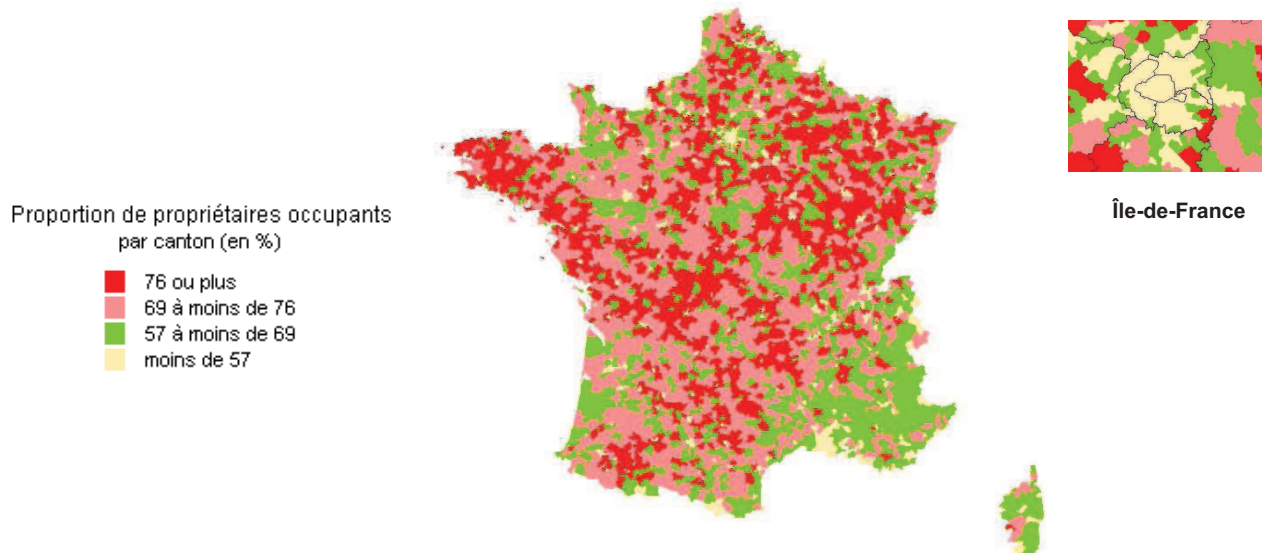 Proportion de propriétaires occupants
par canton (en %)
76 ou plus
69 à moins de 76
57 à moins de 69
moins de 57
Île-de-France